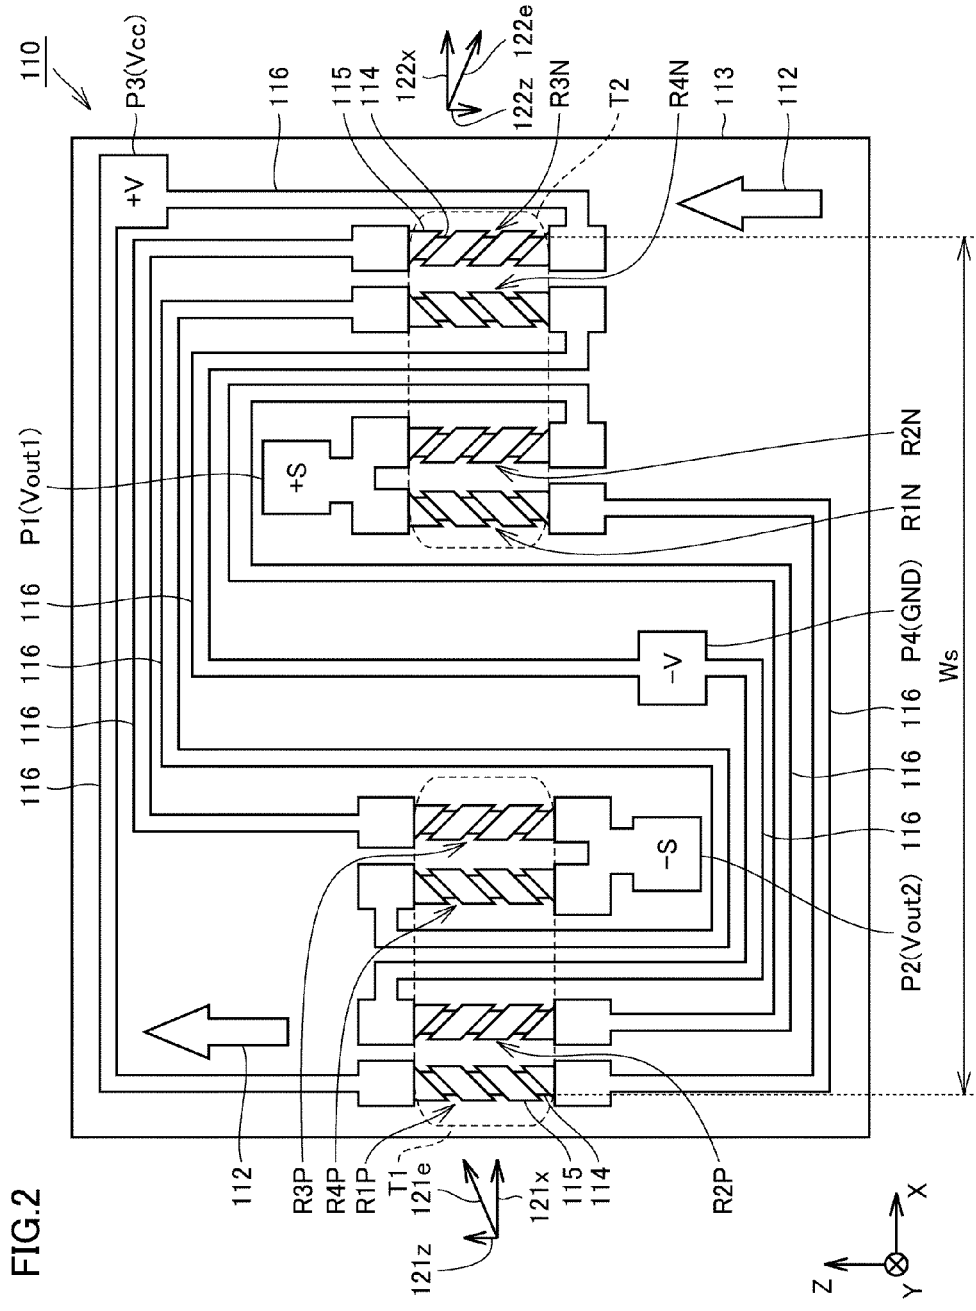 FIG.2
110
P3(Vcc)
116
115
114
122x
122e
122z
R3N
T2
R4N
113
112
+V
P1(Vout1)
+S
116
116
116
116
R2N
R1N
P4(GND)
-V
Ws
116
116
116
-S
P2(Vout2)
112
R3P
R4P
R1P
T1
121e
121z
121x
115
114
R2P
Z
Y
X